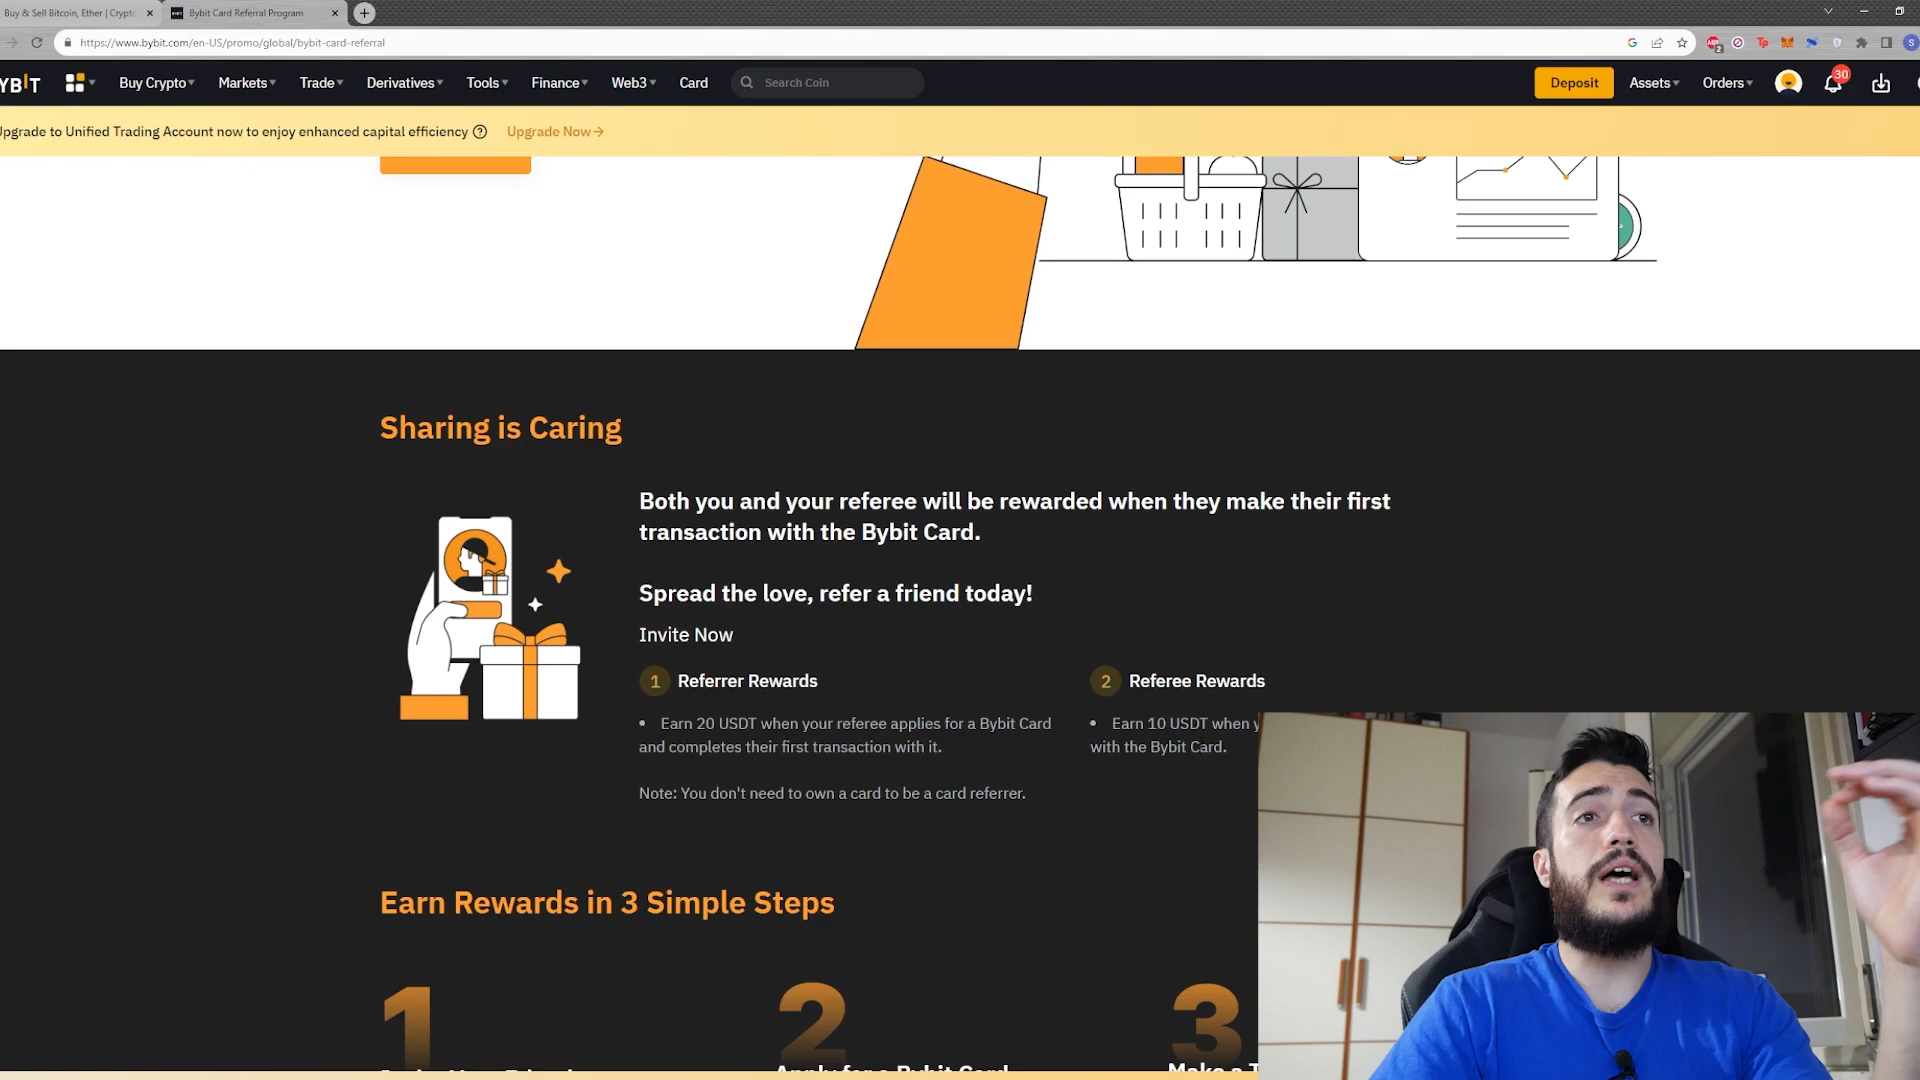 Buy & Sell Bitcoin, Ether | Crypt
Bybit Card Referral Program
https://www.bybit.com/en-US/promo/global/bybit-card-referral
Buy Crypto
Markets
Trade
Derivatives
Tools
Finance
Web3
Card
Search Coin
Deposit
Assets
Orders
30
Upgrade to Unified Trading Account now to enjoy enhanced capital efficiency
Upgrade Now
Sharing is Caring
Both you and your referee will be rewarded when they make their first
transaction with the Bybit Card.
Spread the love, refer a friend today!
Invite Now
1 Referrer Rewards
• Earn 20 USDT when your referee applies for a Bybit Card
and completes their first transaction with it.
Note: You don't need to own a card to be a card referrer.
2 Referee Rewards
• Earn 10 USDT when y
with the Bybit Card.
Earn Rewards in 3 Simple Steps
1
2
Apply for a Bybit Card
3
Make a T